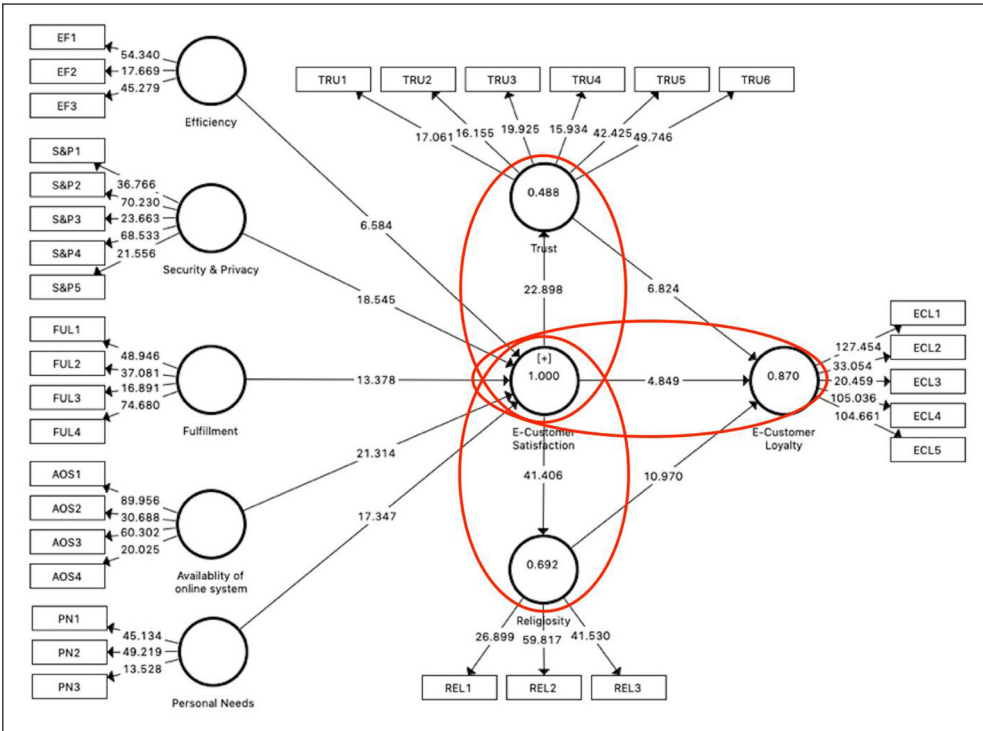 EF1
EF2
EF3
54.340
17.669
45.279
Efficiency
S&P1
S&P2
S&P3
S&P4
S&P5
36.766
70.230
23.663
68.533
21.556
Security & Privacy
FUL1
FUL2
FUL3
FUL4
48.946
37.081
16.891
74.680
Fulfillment
AOS1
AOS2
AOS3
AOS4
89.956
30.688
60.302
20.025
Availablity of
online system
PN1
PN2
PN3
45.134
49.219
13.528
Personal Needs
6.584
18.545
13.378
21.314
17.347
TRU1
TRU2
TRU3
TRU4
TRU5
TRU6
17.061
16.155
19.925
15.934
42.425
49.746
0.488
Trust
22.898
6.824
[+]
1.000
E-Customer
Satisfaction
4.849
0.870
E-Customer
Loyalty
127.454
33.054
20.459
105.036
104.661
ECL1
ECL2
ECL3
ECL4
ECL5
41.406
10.970
0.692
Religiosity
26.899
59.817
41.530
REL1
REL2
REL3